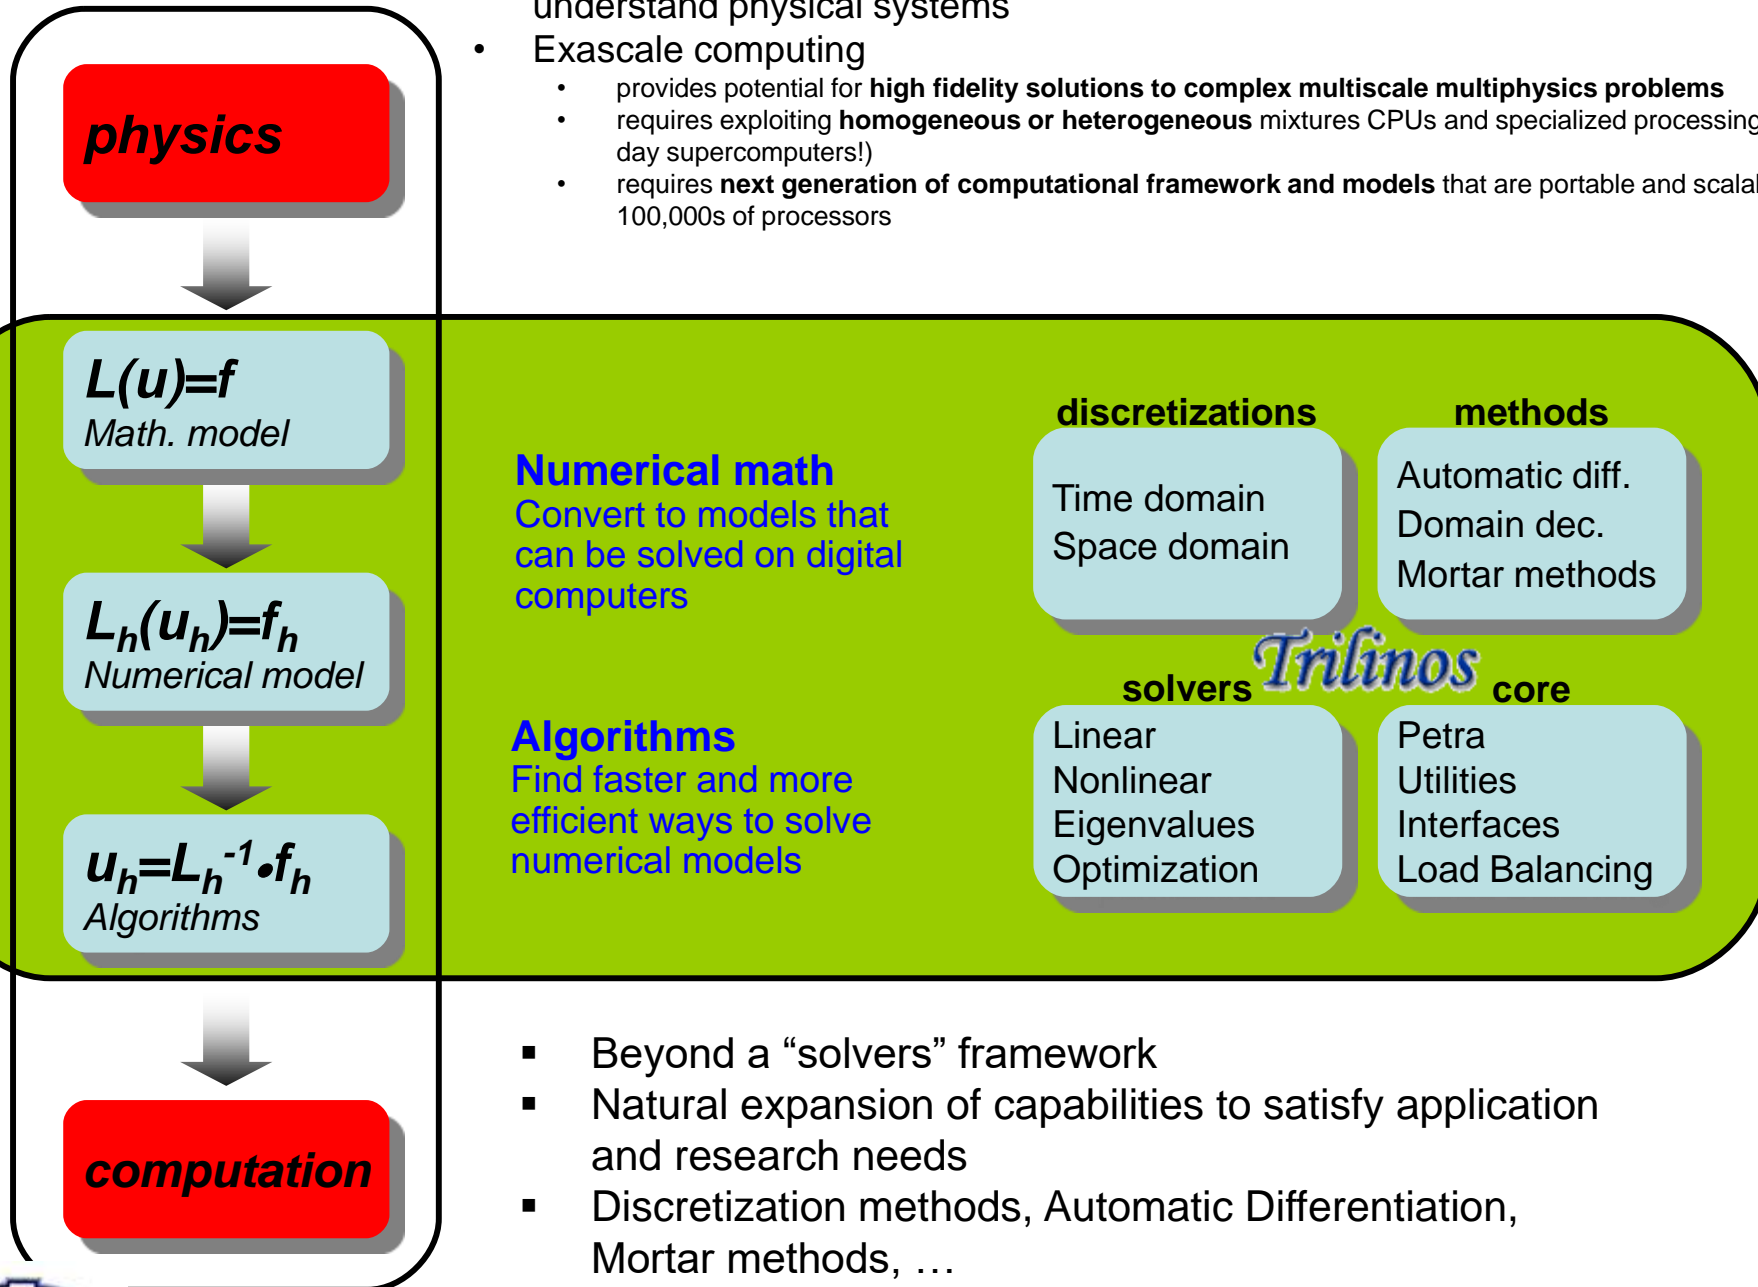 understand physical systems
• Exascale computing
• provides potential for high fidelity solutions to complex multiscale multiphysics problems
• requires exploiting homogeneous or heterogeneous mixtures CPUs and specialized processing
day supercomputers!)
• requires next generation of computational framework and models that are portable and
100,000s of processors
physics
L(u)=f
Math. model
Lh(uh)=fh
Numerical model
uh=Lh-1•fh
Algorithms
computation
Numerical math
Convert to models that
can be solved on digital
computers
Algorithms
Find faster and more
efficient ways to solve
numerical models
discretizations
Time domain
Space domain
methods
Automatic diff.
Domain dec.
Mortar methods
Trilinos
solvers
Linear
Nonlinear
Eigenvalues
Optimization
core
Petra
Utilities
Interfaces
Load Balancing
▪ Beyond a “solvers” framework
▪ Natural expansion of capabilities to satisfy application
and research needs
▪ Discretization methods, Automatic Differentiation,
Mortar methods, …